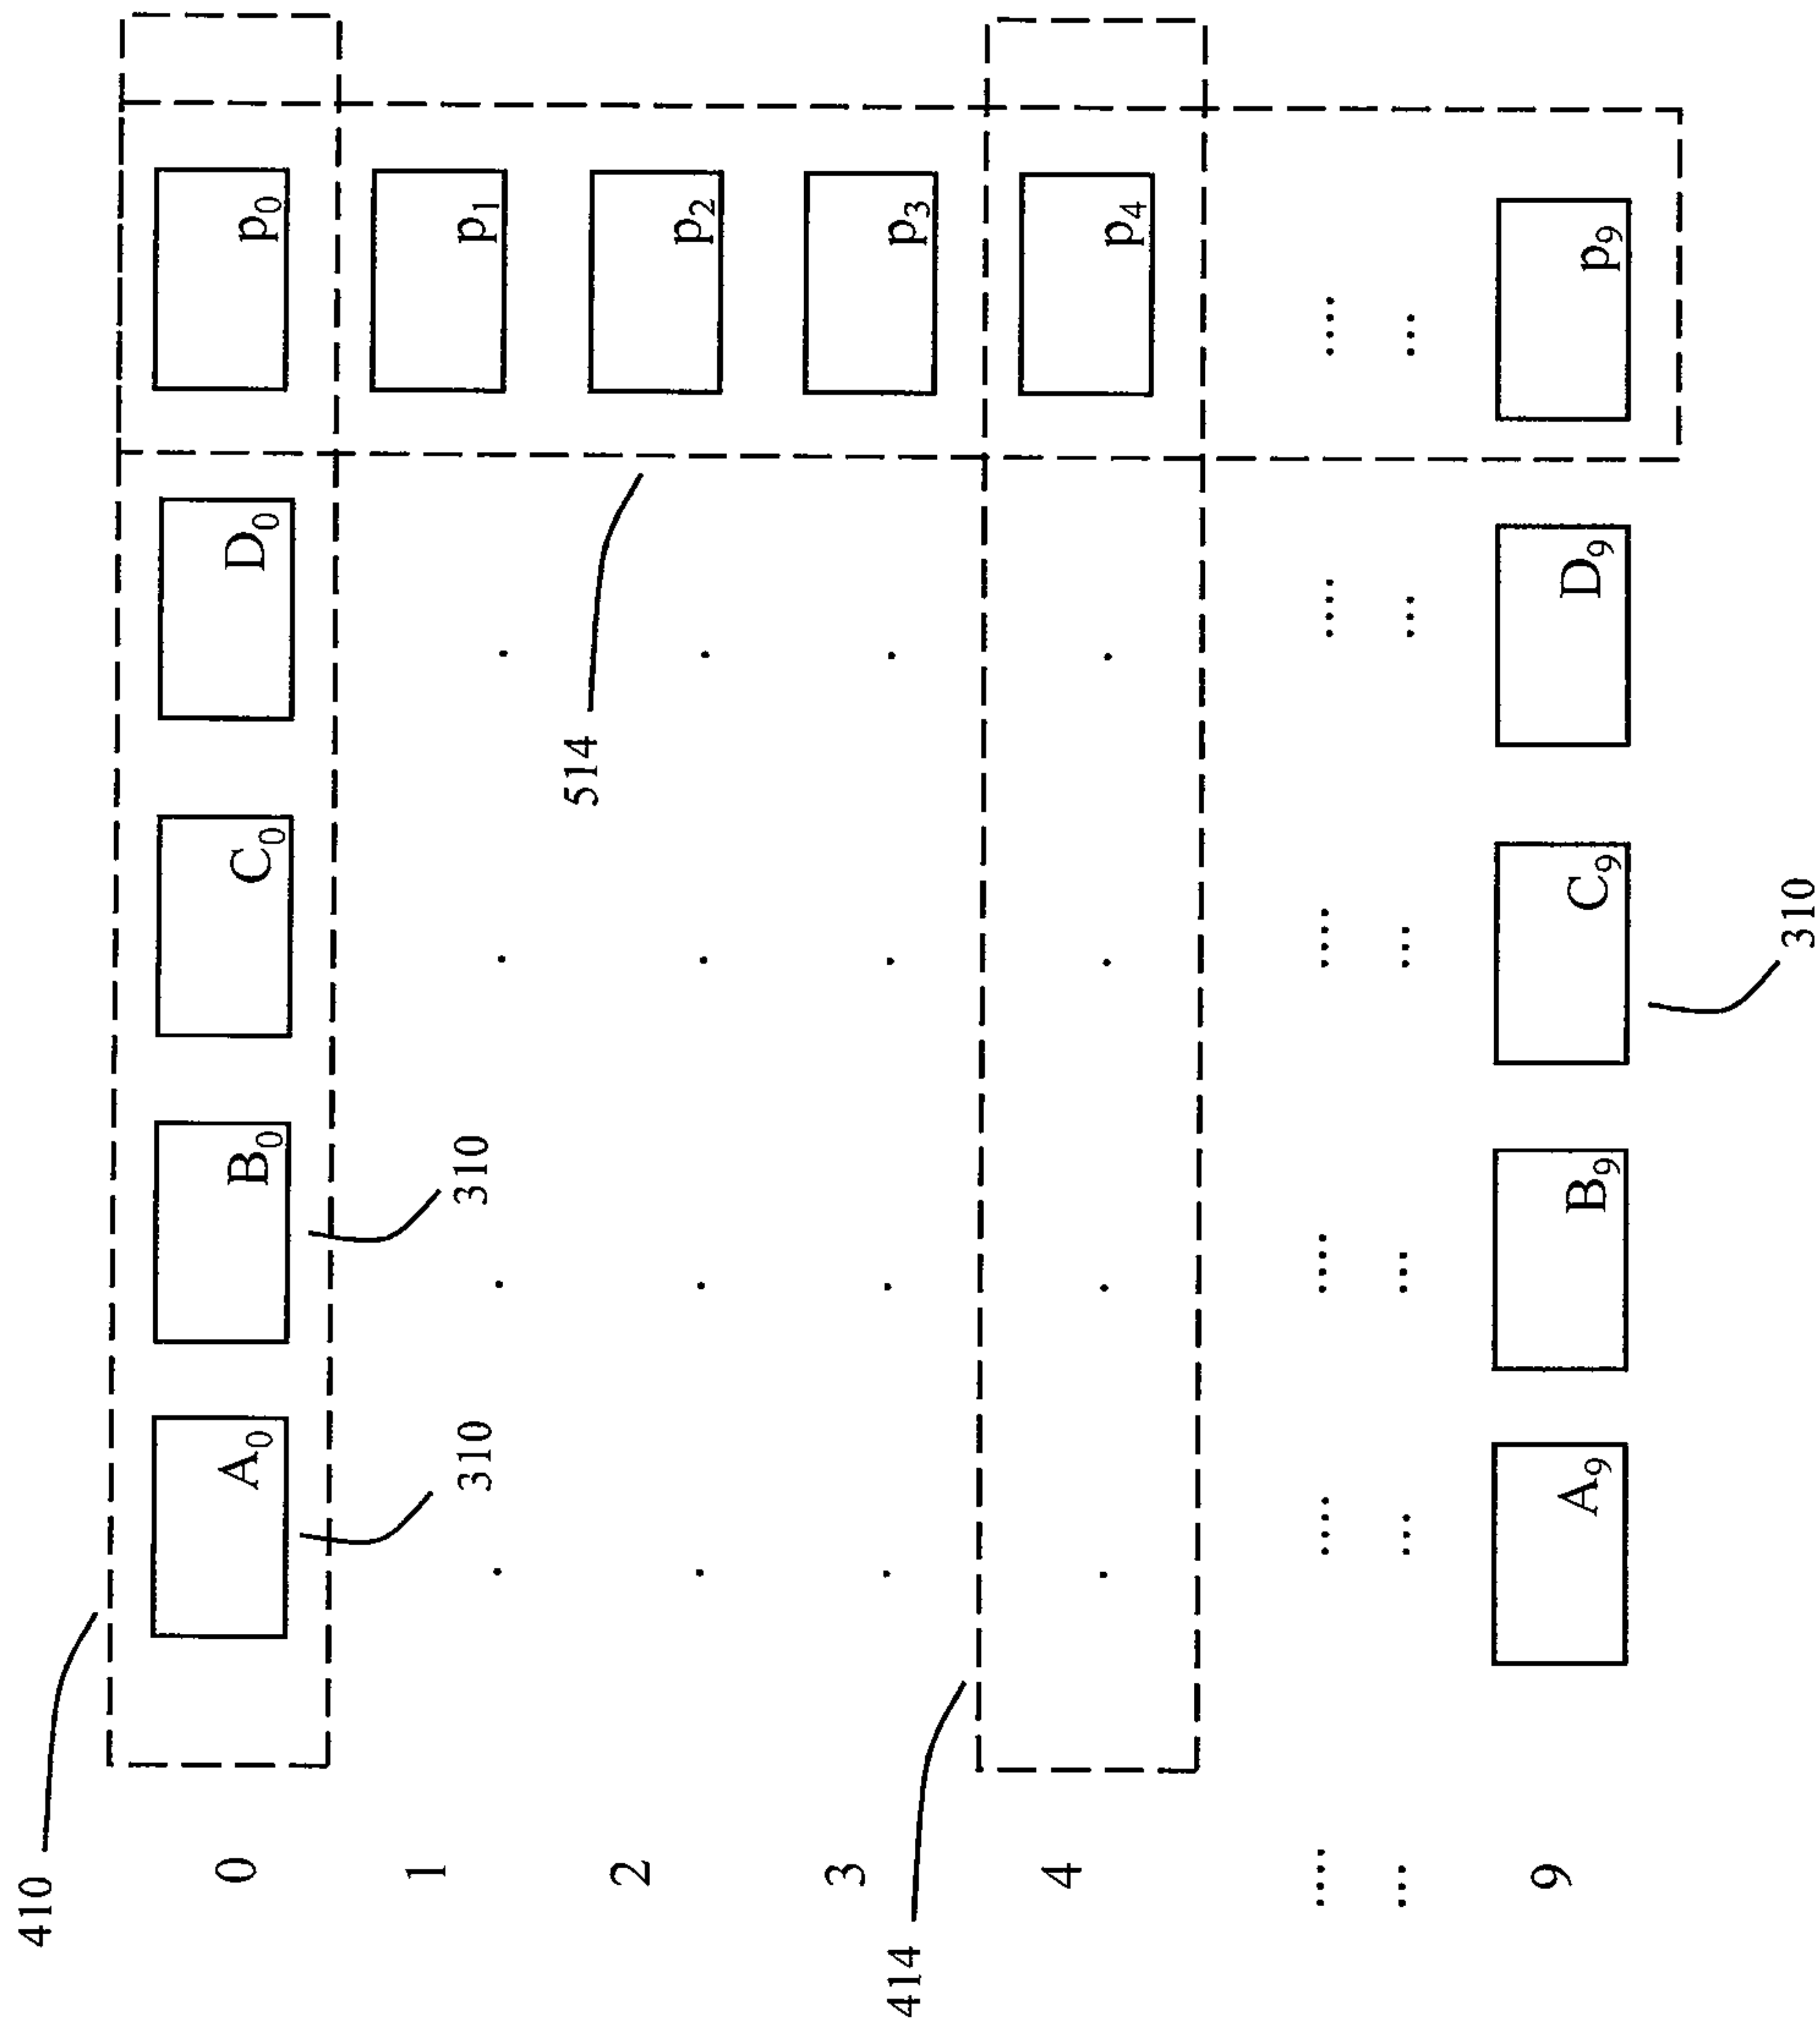 410
0 A₀ B₀ C₀ D₀ p₀
1 p₁
310 310
514
2 p₂
3 p₃
414
4 p₄
.... .... .... .... .... ....
... ... ... ... ... ...
9 A₉ B₉ C₉ D₉ p₉
310